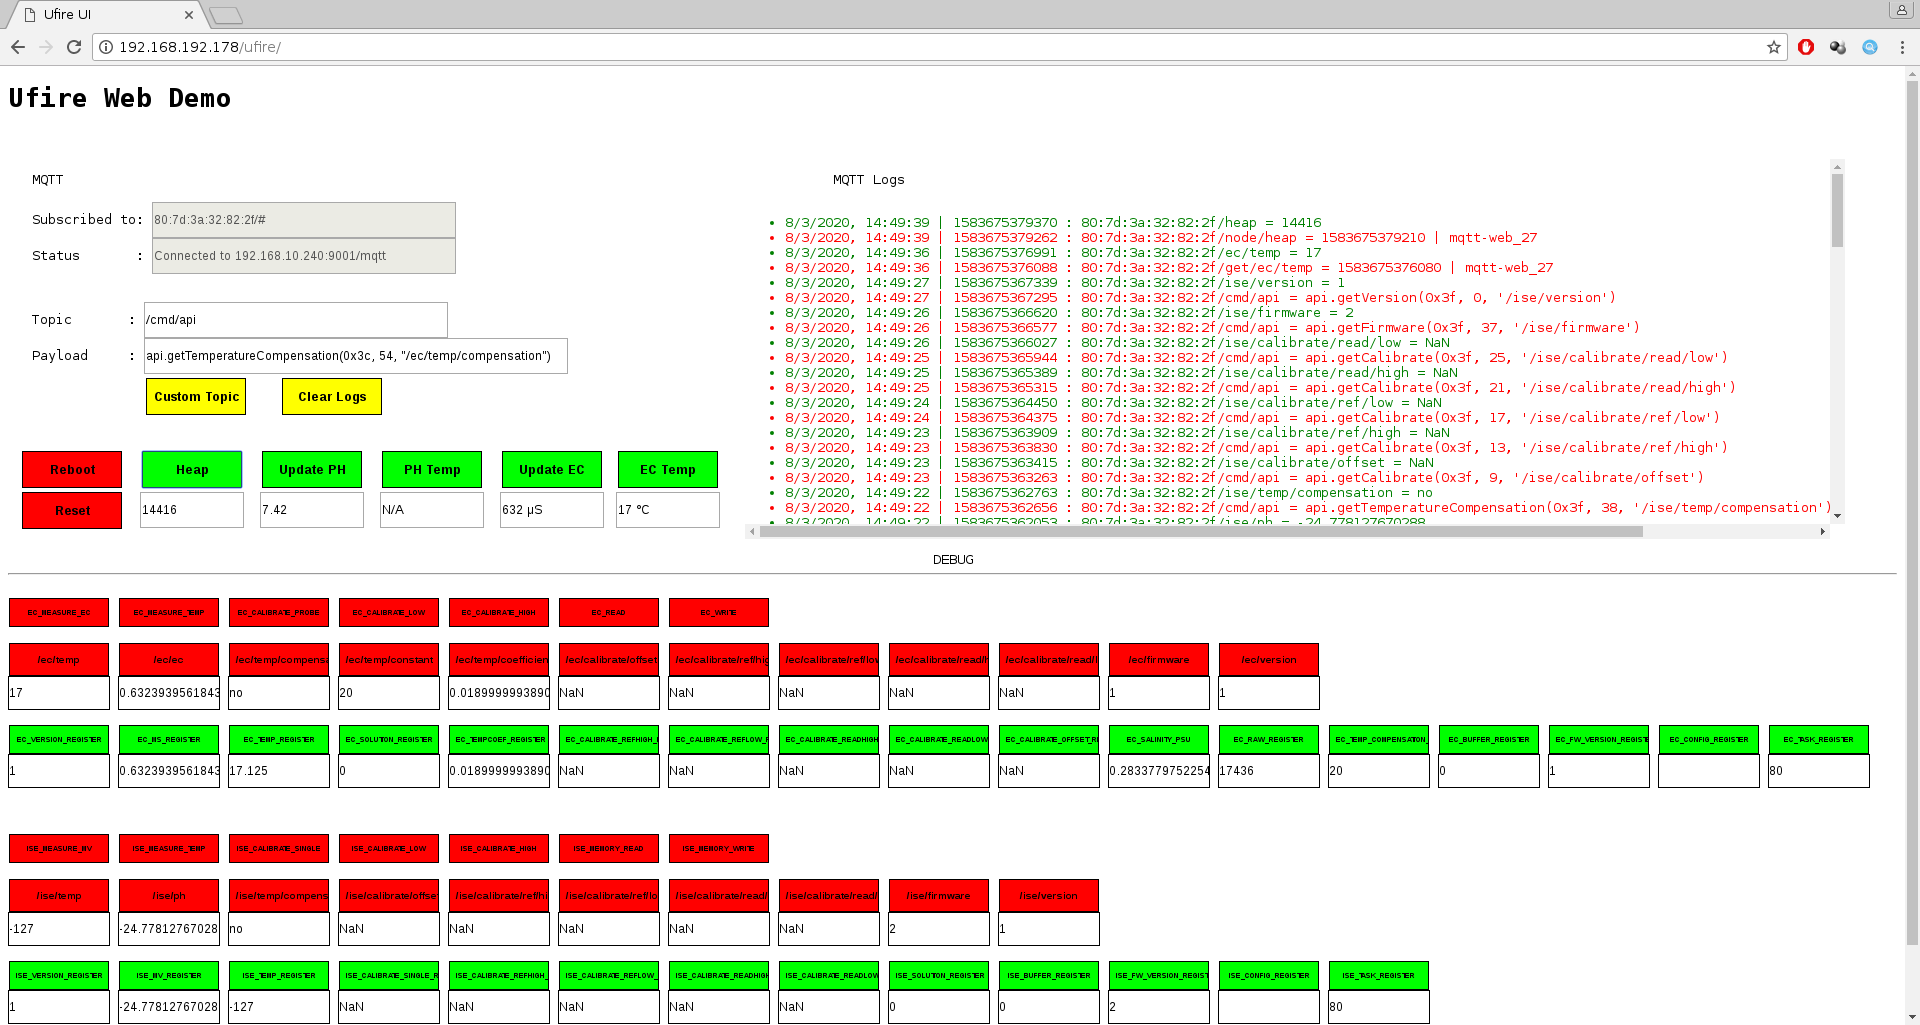 Ufire UI
192.168.192.178/ufire/
Ufire Web Demo
MQTT
Subscribed to: 80:7d:3a:32:82:2f/#
Status : Connected to 192.168.10.240:9001/mqtt
Topic : /cmd/api
Payload : api.getTemperatureCompensation(0x3c, 54, "/ec/temp/compensation")
Custom Topic Clear Logs
Reboot Heap Update PH PH Temp Update EC EC Temp
Reset 14416 7.42 N/A 632 µS 17 °C
MQTT Logs
• 8/3/2020, 14:49:39 | 1583675379370 : 80:7d:3a:32:82:2f/heap = 14416
• 8/3/2020, 14:49:39 | 1583675379262 : 80:7d:3a:32:82:2f/node/heap = 1583675379210 | mqtt-web_27
• 8/3/2020, 14:49:36 | 1583675376991 : 80:7d:3a:32:82:2f/ec/temp = 17
• 8/3/2020, 14:49:36 | 1583675376088 : 80:7d:3a:32:82:2f/get/ec/temp = 1583675376080 | mqtt-web_27
• 8/3/2020, 14:49:27 | 1583675367339 : 80:7d:3a:32:82:2f/ise/version = 1
• 8/3/2020, 14:49:27 | 1583675367295 : 80:7d:3a:32:82:2f/cmd/api = api.getVersion(0x3f, 0, '/ise/version')
• 8/3/2020, 14:49:26 | 1583675366620 : 80:7d:3a:32:82:2f/ise/firmware = 2
• 8/3/2020, 14:49:26 | 1583675366577 : 80:7d:3a:32:82:2f/cmd/api = api.getFirmware(0x3f, 37, '/ise/firmware')
• 8/3/2020, 14:49:26 | 1583675366027 : 80:7d:3a:32:82:2f/ise/calibrate/read/low = NaN
• 8/3/2020, 14:49:25 | 1583675365944 : 80:7d:3a:32:82:2f/cmd/api = api.getCalibrate(0x3f, 25, '/ise/calibrate/read/low')
• 8/3/2020, 14:49:25 | 1583675365389 : 80:7d:3a:32:82:2f/ise/calibrate/read/high = NaN
• 8/3/2020, 14:49:25 | 1583675365315 : 80:7d:3a:32:82:2f/cmd/api = api.getCalibrate(0x3f, 21, '/ise/calibrate/read/high')
• 8/3/2020, 14:49:24 | 1583675364450 : 80:7d:3a:32:82:2f/ise/calibrate/ref/low = NaN
• 8/3/2020, 14:49:24 | 1583675364375 : 80:7d:3a:32:82:2f/cmd/api = api.getCalibrate(0x3f, 17, '/ise/calibrate/ref/low')
• 8/3/2020, 14:49:23 | 1583675363909 : 80:7d:3a:32:82:2f/ise/calibrate/ref/high = NaN
• 8/3/2020, 14:49:23 | 1583675363830 : 80:7d:3a:32:82:2f/cmd/api = api.getCalibrate(0x3f, 13, '/ise/calibrate/ref/high')
• 8/3/2020, 14:49:23 | 1583675363415 : 80:7d:3a:32:82:2f/ise/calibrate/offset = NaN
• 8/3/2020, 14:49:23 | 1583675363263 : 80:7d:3a:32:82:2f/cmd/api = api.getCalibrate(0x3f, 9, '/ise/calibrate/offset')
• 8/3/2020, 14:49:22 | 1583675362763 : 80:7d:3a:32:82:2f/ise/temp/compensation = no
• 8/3/2020, 14:49:22 | 1583675362656 : 80:7d:3a:32:82:2f/cmd/api = api.getTemperatureCompensation(0x3f, 38, '/ise/temp/compensation')
• 8/3/2020, 14:49:22 | 1583675362053 : 80:7d:3a:32:82:2f/ise/ph = -24.778127670288
DEBUG
EC_MEASURE_EC EC_MEASURE_TEMP EC_CALIBRATE_PROBE EC_CALIBRATE_LOW EC_CALIBRATE_HIGH EC_READ EC_WRITE
/ec/temp /ec/ec /ec/temp/compensa /ec/temp/constant /ec/temp/coefficien /ec/calibrate/offset /ec/calibrate/ref/hig /ec/calibrate/ref/low /ec/calibrate/read/ /ec/calibrate/read/l /ec/firmware /ec/version
17 0.6323939561843 no 20 0.0189999993890 NaN NaN NaN NaN NaN 1 1
EC_VERSION_REGISTER EC_MS_REGISTER EC_TEMP_REGISTER EC_SOLUTON_REGISTER EC_TEMPCOEF_REGISTER EC_CALIBRATE_REFHIGH_ EC_CALIBRATE_REFLOW_R EC_CALIBRATE_READHIGH EC_CALIBRATE_READLOW EC_CALIBRATE_OFFSET_R EC_SALINITY_PSU EC_RAW_REGISTER EC_TEMP_COMPENSATON_ EC_BUFFER_REGISTER EC_FW_VERSION_REGISTE EC_CONFIG_REGISTER EC_TASK_REGISTER
1 0.6323939561843 17.125 0 0.0189999993890 NaN NaN NaN NaN NaN 0.2833779752254 17436 20 0 1 80
ISE_MEASURE_MV ISE_MEASURE_TEMP ISE_CALIBRATE_SINGLE ISE_CALIBRATE_LOW ISE_CALIBRATE_HIGH ISE_MEMORY_READ ISE_MEMORY_WRITE
/ise/temp /ise/ph /ise/temp/compens /ise/calibrate/offse /ise/calibrate/ref/hi /ise/calibrate/ref/lo /ise/calibrate/read/ /ise/calibrate/read/ /ise/firmware /ise/version
-127 -24.77812767028 no NaN NaN NaN NaN NaN 2 1
ISE_VERSION_REGISTER ISE_MV_REGISTER ISE_TEMP_REGISTER ISE_CALIBRATE_SINGLE_R ISE_CALIBRATE_REFHIGH_ ISE_CALIBRATE_REFLOW_ ISE_CALIBRATE_READHIGH ISE_CALIBRATE_READLOW ISE_SOLUTON_REGISTER ISE_BUFFER_REGISTER ISE_FW_VERSION_REGIST ISE_CONFIG_REGISTER ISE_TASK_REGISTER
1 -24.77812767028 -127 NaN NaN NaN NaN NaN 0 0 2 80